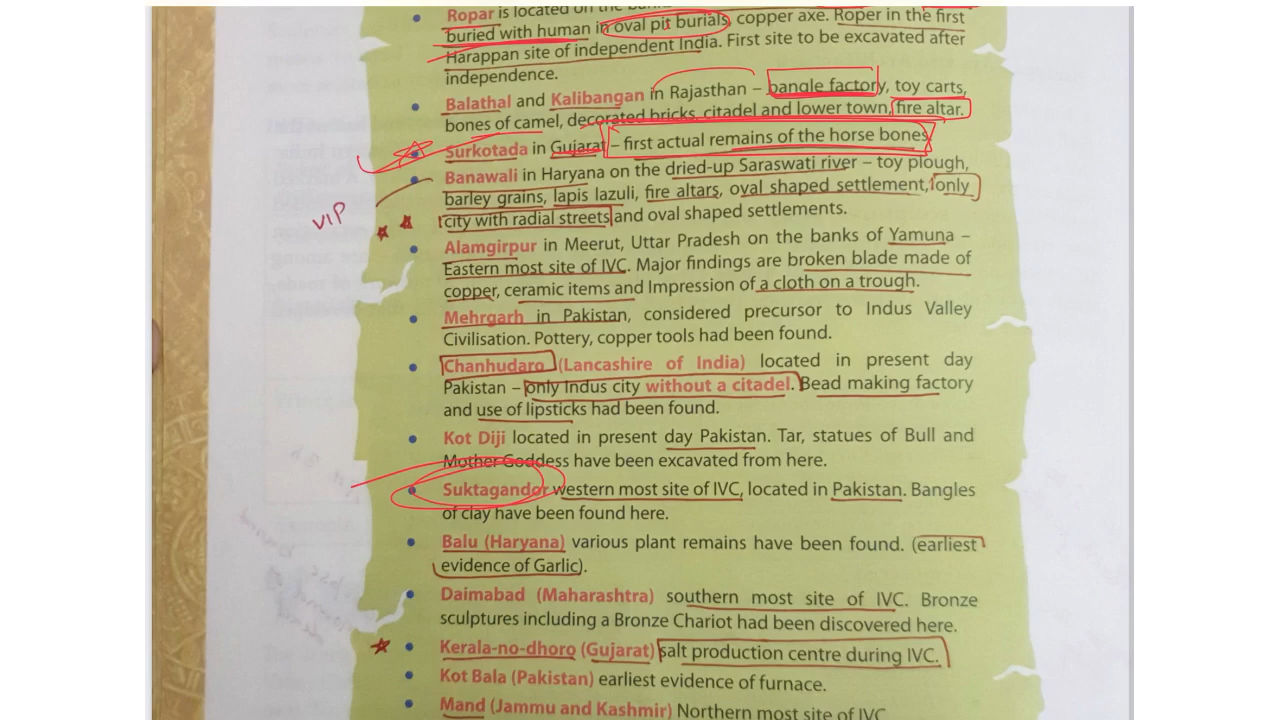 Ropar is located on the
buried with human in oval pit burials, copper axe. Roper in the first
Harappan site of independent India. First site to be excavated after
independence.
Balathal and Kalibangan in Rajasthan – bangle factory, toy carts,
bones of camel, decorated bricks, citadel and lower town, fire altar.
Surkotada in Gujarat – first actual remains of the horse bones.
Banawali in Haryana on the dried-up Saraswati river – toy plough,
barley grains, lapis lazuli, fire altars, oval shaped settlement, only
VIP
city with radial streets and oval shaped settlements.
Alamgirpur in Meerut, Uttar Pradesh on the banks of Yamuna –
Eastern most site of IVC. Major findings are broken blade made of
copper, ceramic items and Impression of a cloth on a trough.
Mehrgarh in Pakistan, considered precursor to Indus Valley
Civilisation. Pottery, copper tools had been found.
Chanhudaro (Lancashire of India) located in present day
Pakistan – only Indus city without a citadel. Bead making factory
and use of lipsticks had been found.
Kot Diji located in present day Pakistan. Tar, statues of Bull and
Mother Goddess have been excavated from here.
Suktagandor western most site of IVC, located in Pakistan. Bangles
of clay have been found here.
Balu (Haryana) various plant remains have been found. (earliest
evidence of Garlic).
Daimabad (Maharashtra) southern most site of IVC. Bronze
sculptures including a Bronze Chariot had been discovered here.
Kerala-no-dhoro (Gujarat) salt production centre during IVC.
Kot Bala (Pakistan) earliest evidence of furnace.
Mand (Jammu and Kashmir) Northern most site of IVC